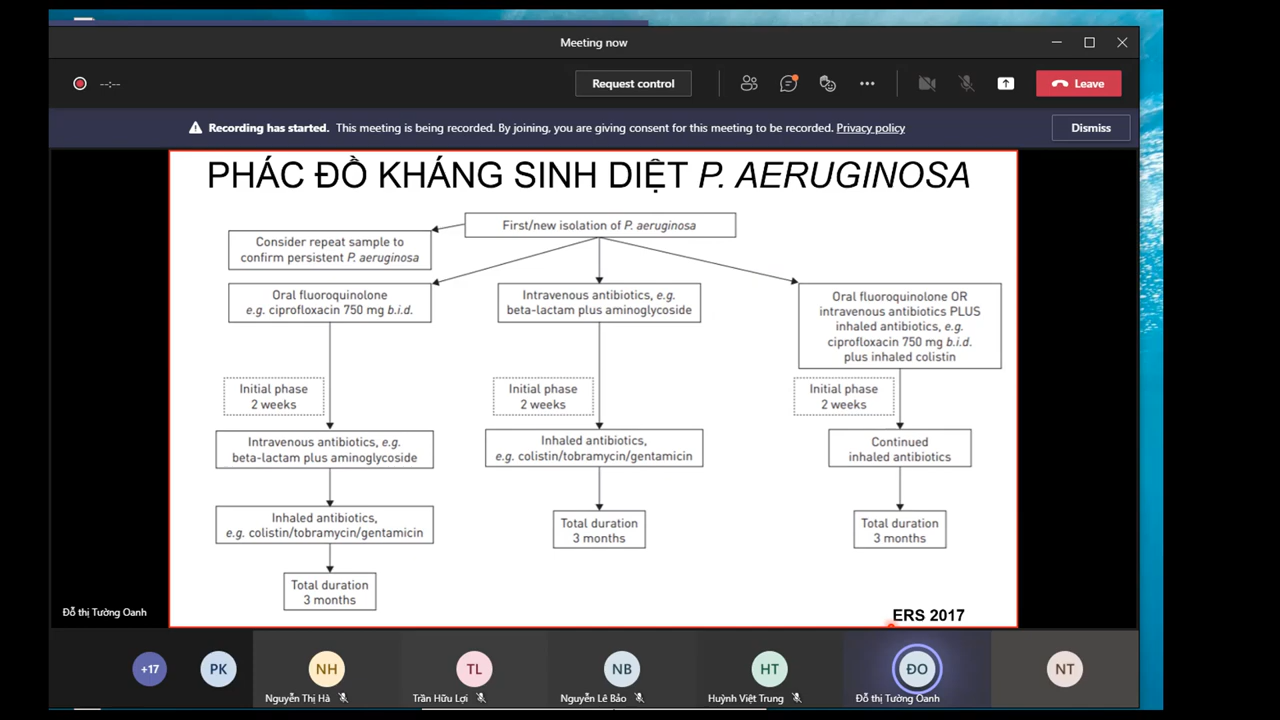 Meeting now
--:--
Request control
Leave
Recording has started. This meeting is being recorded. By joining, you are giving consent for this meeting to be recorded. Privacy policy
Dismiss
PHÁC ĐỒ KHÁNG SINH DIỆT P. AERUGINOSA
First/new isolation of P. aeruginosa
Consider repeat sample to
confirm persistent P. aeruginosa
Oral fluoroquinolone
e.g. ciprofloxacin 750 mg b.i.d.
Intravenous antibiotics, e.g.
beta-lactam plus aminoglycoside
Oral fluoroquinolone OR
intravenous antibiotics PLUS
inhaled antibiotics, e.g.
ciprofloxacin 750 mg b.i.d.
plus inhaled colistin
Initial phase
2 weeks
Initial phase
2 weeks
Initial phase
2 weeks
Intravenous antibiotics, e.g.
beta-lactam plus aminoglycoside
Inhaled antibiotics,
e.g. colistin/tobramycin/gentamicin
Continued
inhaled antibiotics
Inhaled antibiotics,
e.g. colistin/tobramycin/gentamicin
Total duration
3 months
Total duration
3 months
Total duration
3 months
ERS 2017
Đỗ thị Tường Oanh
+17
PK
NH
Nguyễn Thị Hà
TL
Trần Hữu Lợi
NB
Nguyễn Lê Bảo
HT
Huỳnh Việt Trung
ĐO
Đỗ thị Tường Oanh
NT